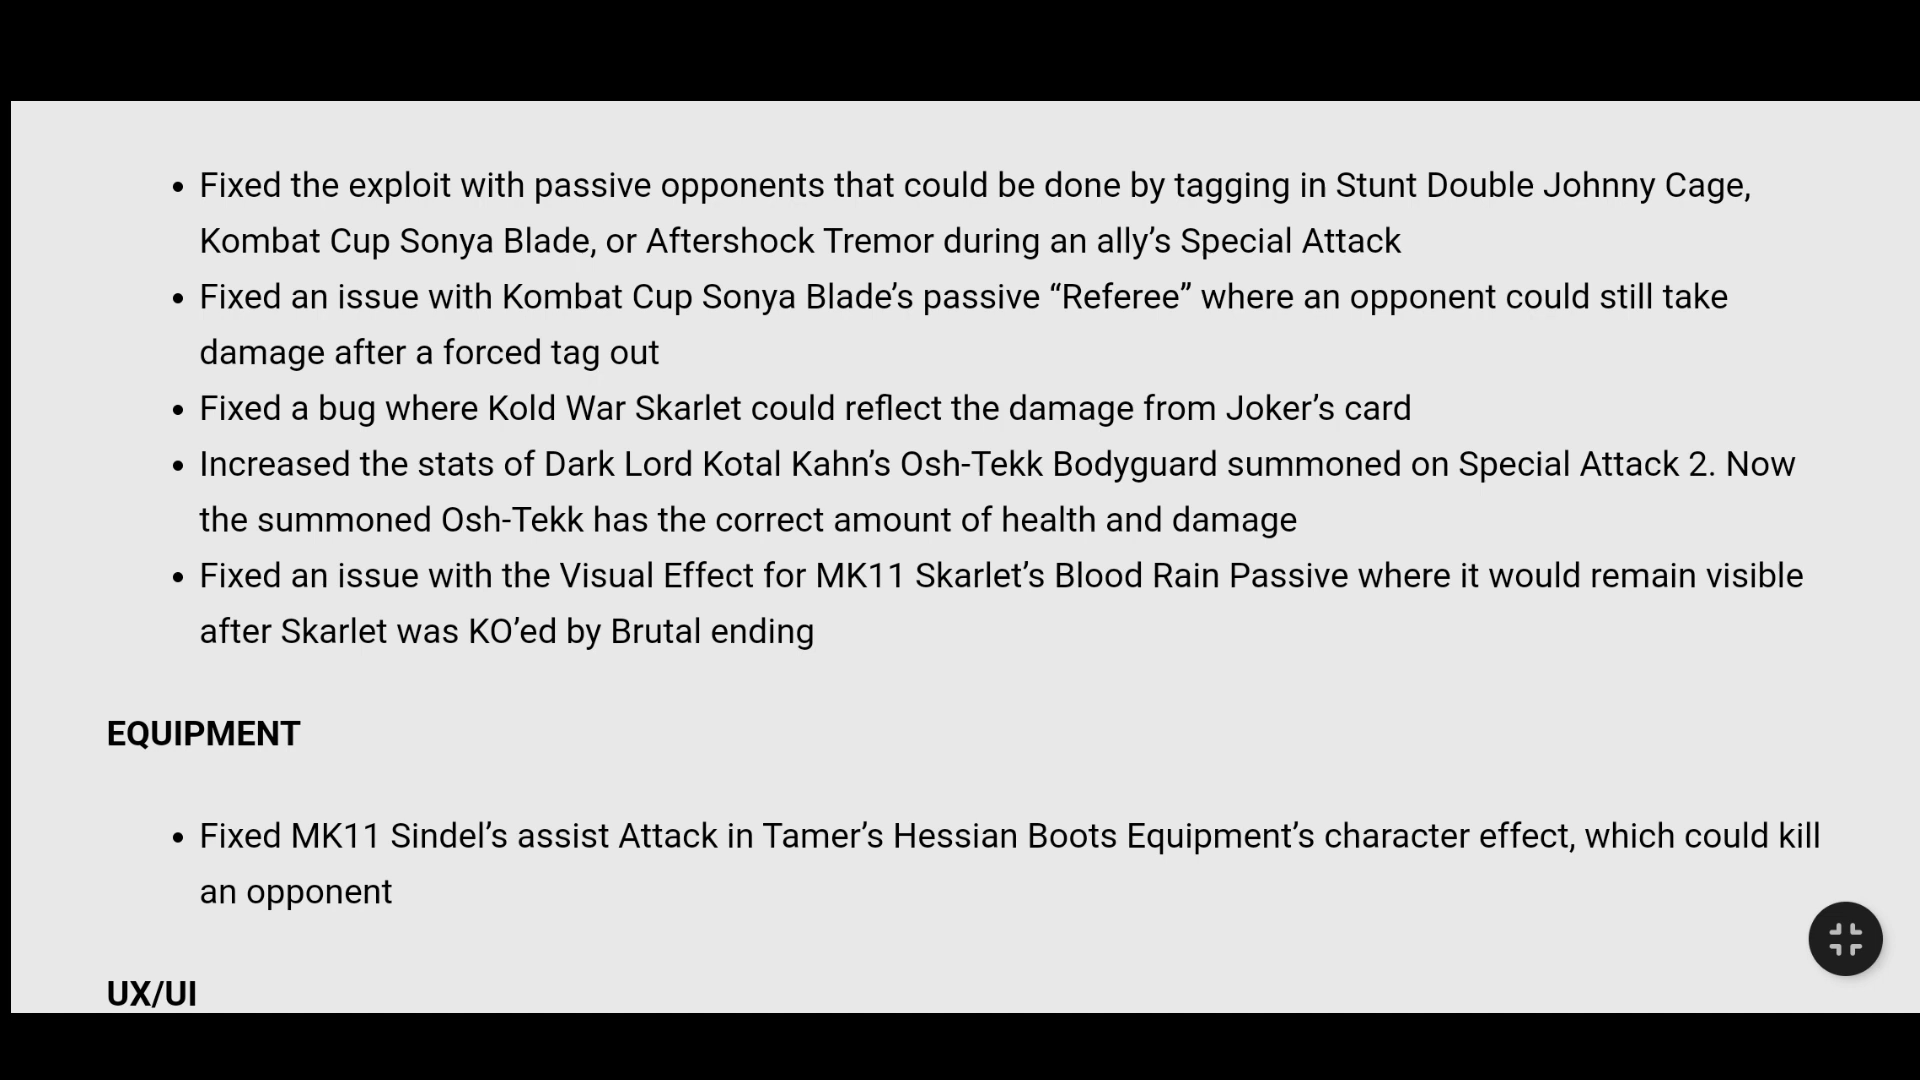 • Fixed the exploit with passive opponents that could be done by tagging in Stunt Double Johnny Cage,
Kombat Cup Sonya Blade, or Aftershock Tremor during an ally’s Special Attack
• Fixed an issue with Kombat Cup Sonya Blade’s passive “Referee” where an opponent could still take
damage after a forced tag out
• Fixed a bug where Kold War Skarlet could reflect the damage from Joker’s card
• Increased the stats of Dark Lord Kotal Kahn’s Osh-Tekk Bodyguard summoned on Special Attack 2. Now
the summoned Osh-Tekk has the correct amount of health and damage
• Fixed an issue with the Visual Effect for MK11 Skarlet’s Blood Rain Passive where it would remain visible
after Skarlet was KO’ed by Brutal ending
EQUIPMENT
• Fixed MK11 Sindel’s assist Attack in Tamer’s Hessian Boots Equipment’s character effect, which could kill
an opponent
UX/UI